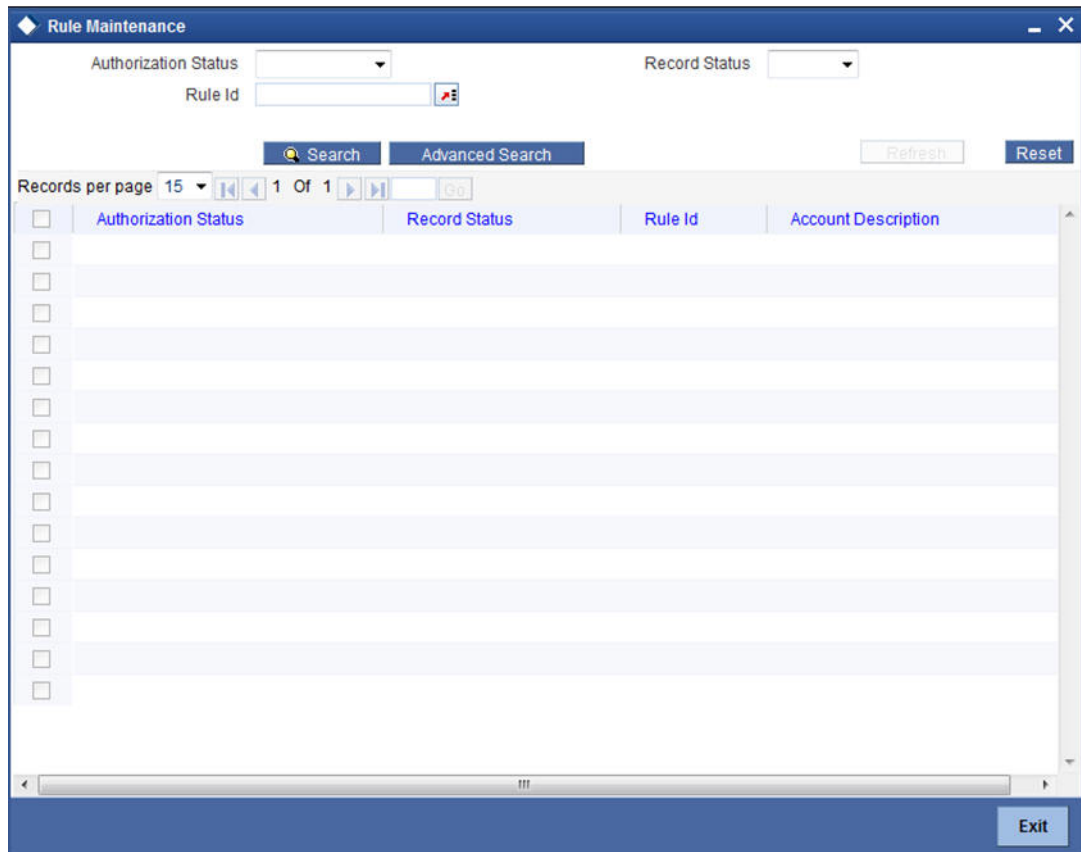 Rule Maintenance
Authorization Status Record Status
Rule Id
Search Advanced Search Refresh Reset
Records per page 15 1 Of 1 Go
Authorization Status Record Status Rule Id Account Description
Exit